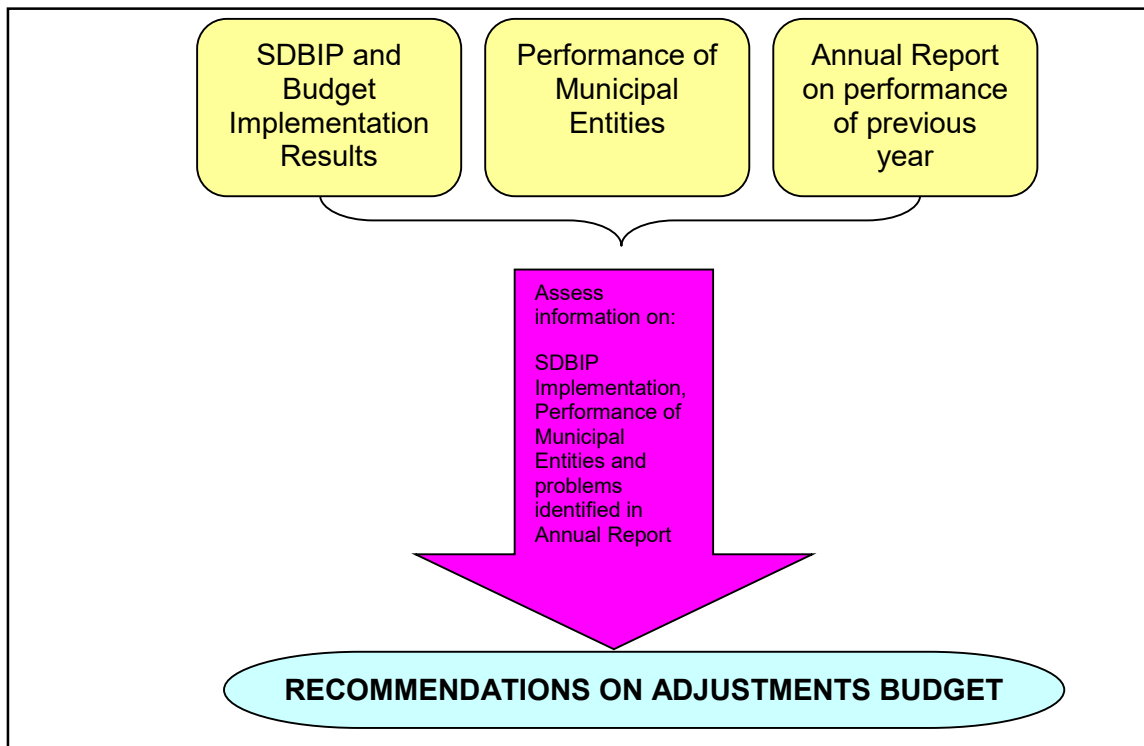 SDBIP and
Budget
Implementation
Results
Performance of
Municipal
Entities
Annual Report
on performance
of previous
year
Assess
information on:
SDBIP
Implementation,
Performance of
Municipal
Entities and
problems
identified in
Annual Report
RECOMMENDATIONS ON ADJUSTMENTS BUDGET